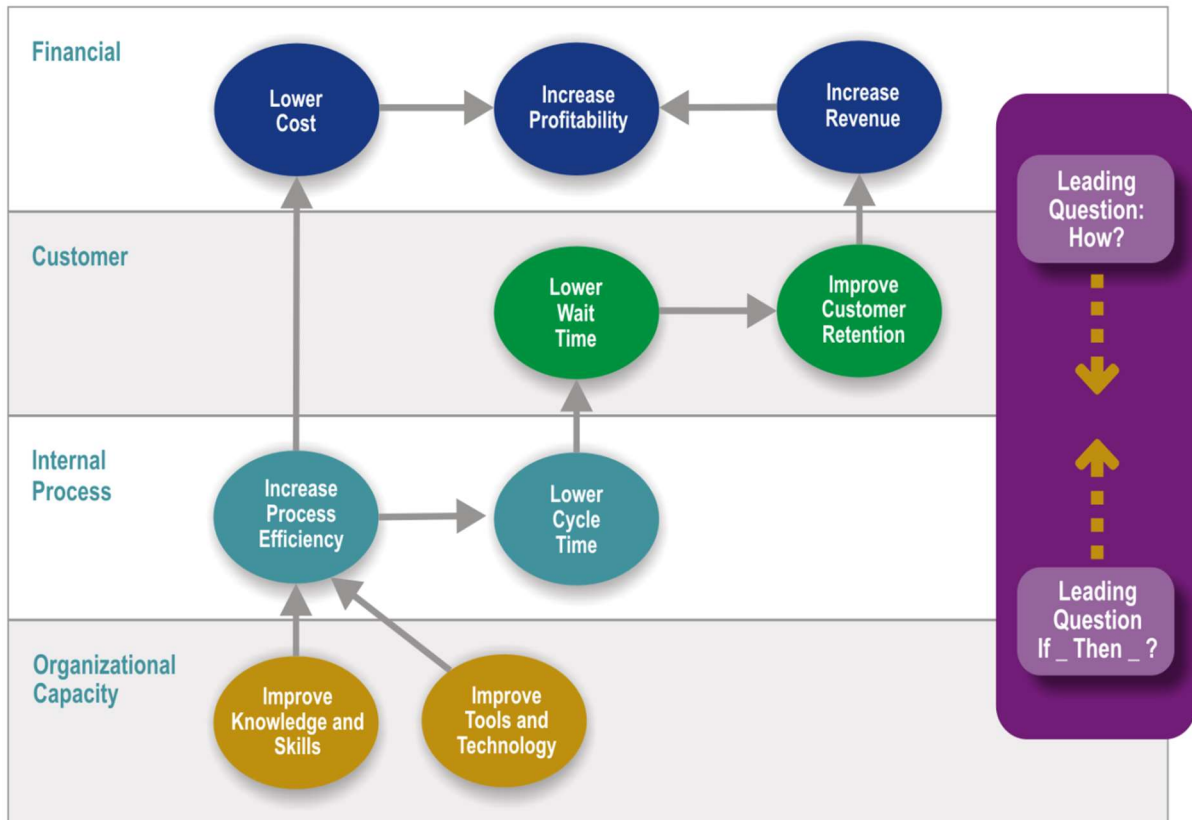 Financial
Lower
Cost
Increase
Profitability
Increase
Revenue
Leading
Question:
How?
Customer
Lower
Wait
Time
Improve
Customer
Retention
Internal
Process
Increase
Process
Efficiency
Lower
Cycle
Time
Leading
Question
If _ Then _ ?
Organizational
Capacity
Improve
Knowledge and
Skills
Improve
Tools and
Technology